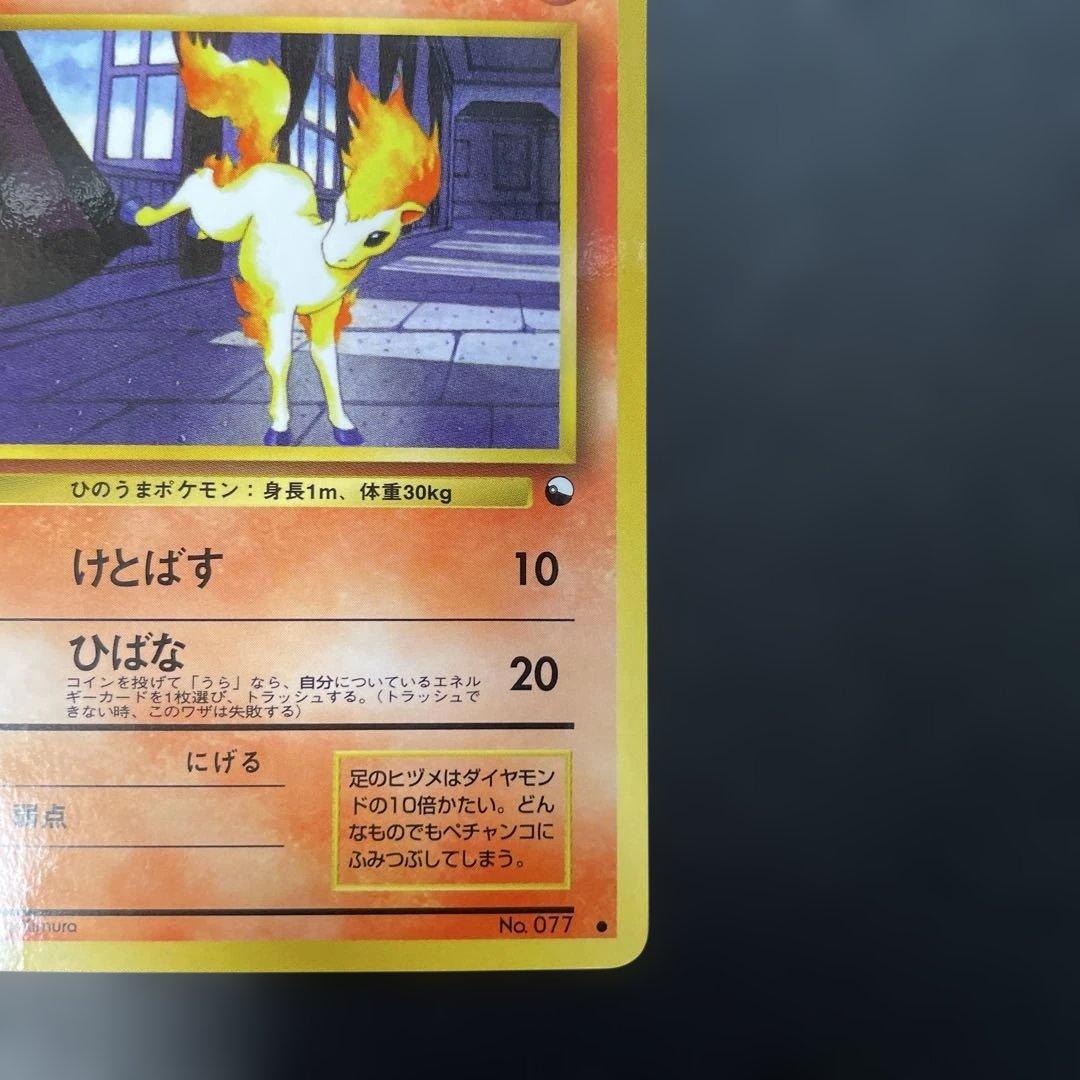 ひのうまポケモン：身長1m、体重30kg
けとばす 10
ひばな 20
コインを投げて「うら」なら、自分についているエネル
ギーカードを1枚選び、トラッシュする。（トラッシュで
きない時、このワザは失敗する）
にげる
弱点
足のヒヅメはダイヤモン
ドの10倍かたい。どん
なものでもペチャンコに
ふみつぶしてしまう。
No. 077 ●